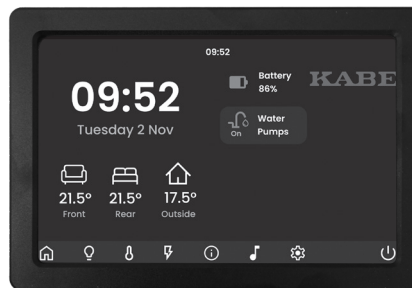 09:52
Battery
86%
KABE
09:52
Tuesday 2 Nov
On
Water
Pumps
21.5°
21.5°
17.5°
Front
Rear
Outside